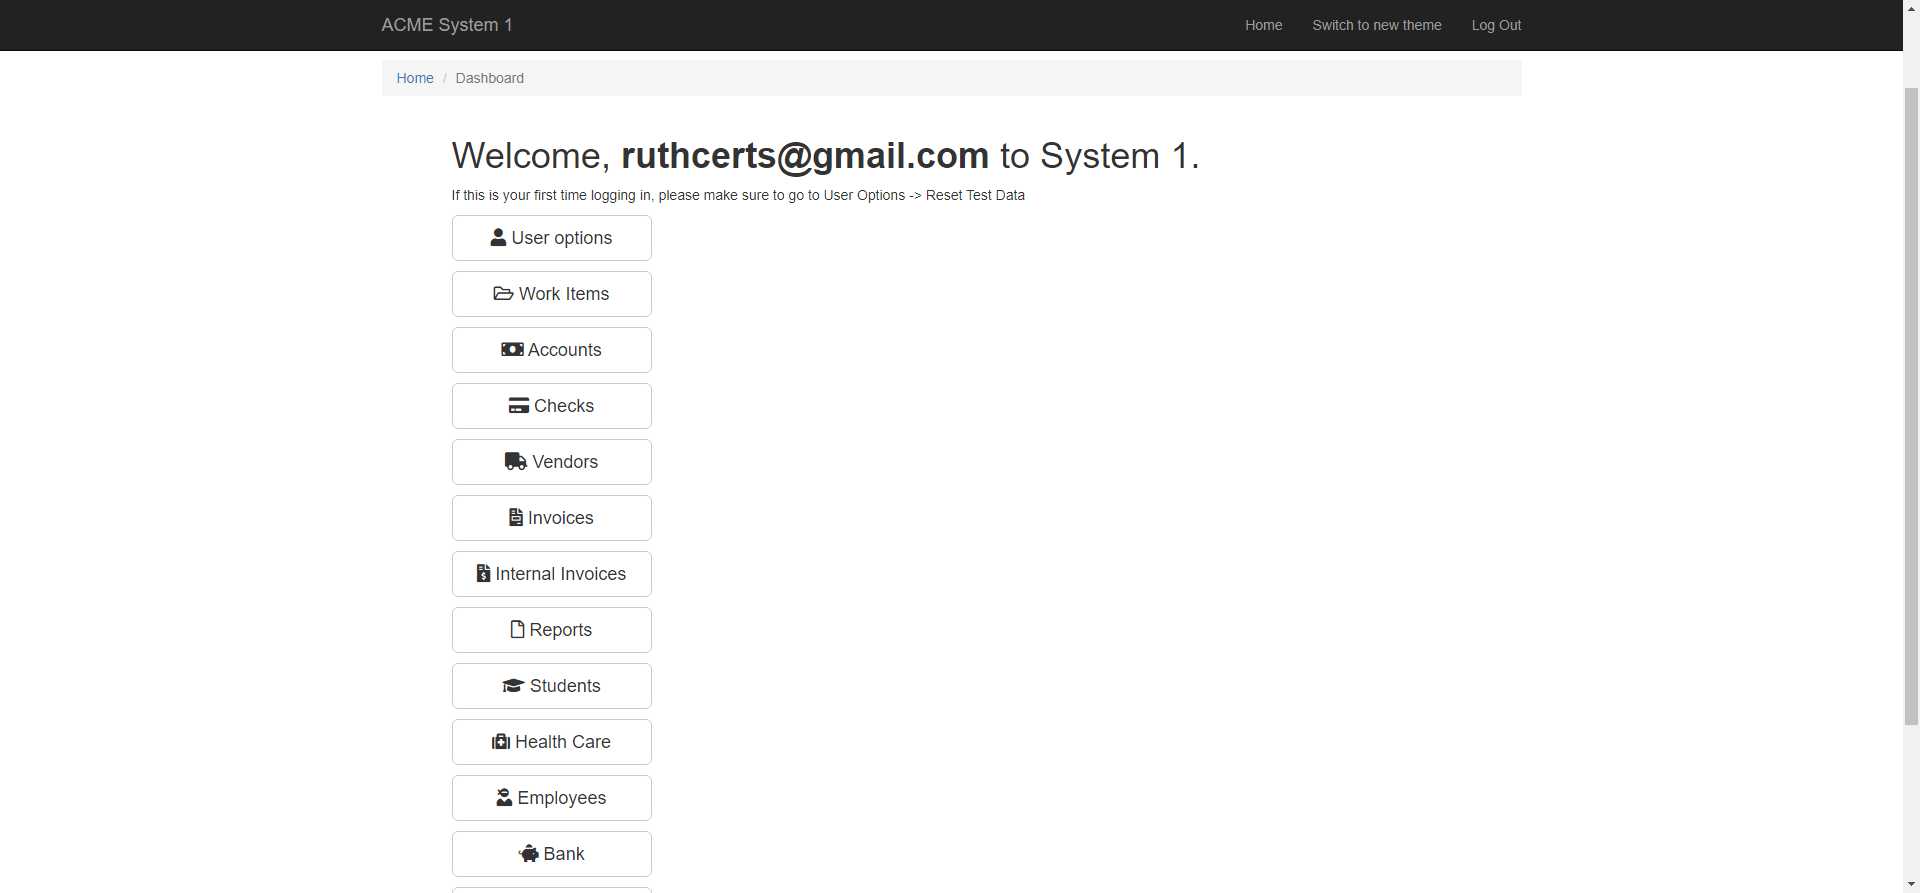 ACME System 1
Home
Switch to new theme
Log Out
Home / Dashboard
Welcome, ruthcerts@gmail.com to System 1.
If this is your first time logging in, please make sure to go to User Options -> Reset Test Data
User options
Work Items
Accounts
Checks
Vendors
Invoices
Internal Invoices
Reports
Students
Health Care
Employees
Bank